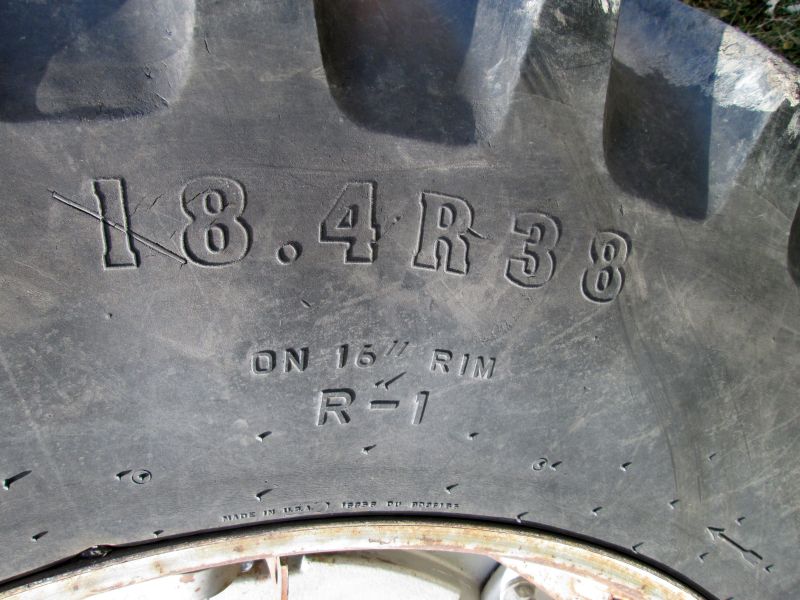 18.4R38
ON 16" RIM
R-1
MADE IN U.S.A.